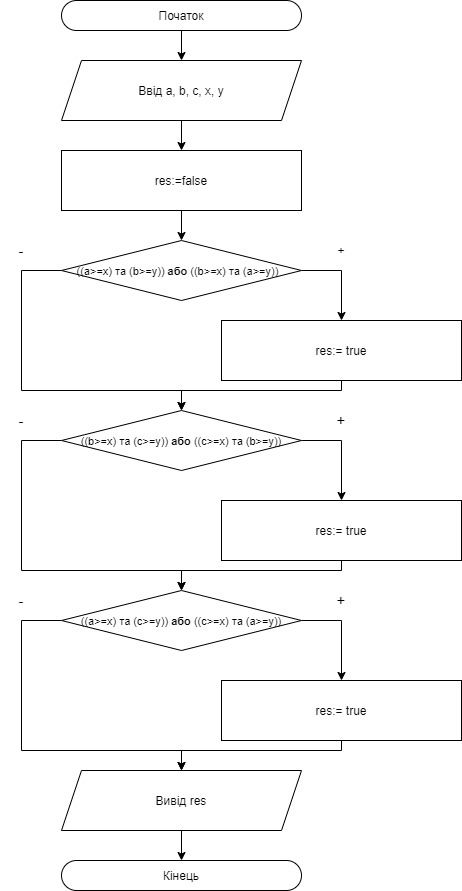 Початок
Ввід a, b, c, x, y
res:=false
- +
((a>=x) та (b>=y)) або ((b>=x) та (a>=y))
res:= true
- +
((b>=x) та (c>=y)) або ((c>=x) та (b>=y))
res:= true
- +
((a>=x) та (c>=y)) або ((c>=x) та (a>=y))
res:= true
Вивід res
Кінець